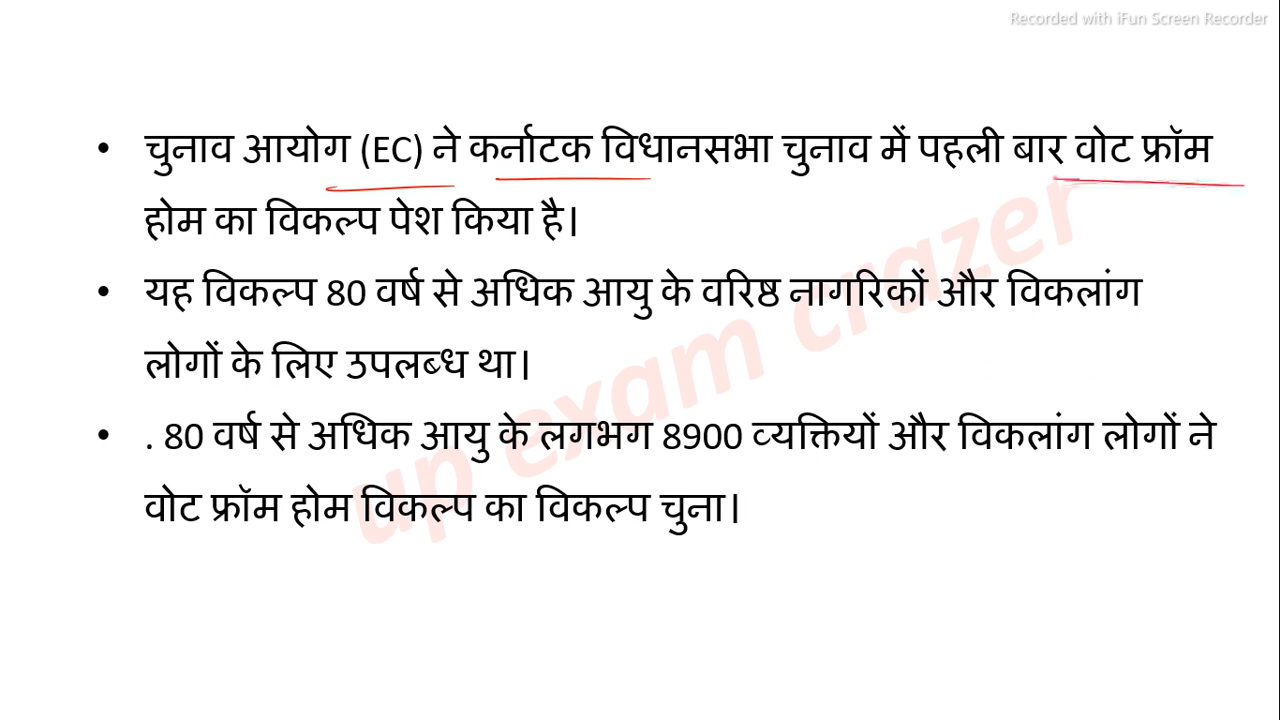 Recorded with iFun Screen Recorder
• चुनाव आयोग (EC) ने कर्नाटक विधानसभा चुनाव में पहली बार वोट फ्रॉम
होम का विकल्प पेश किया है।
• यह विकल्प 80 वर्ष से अधिक आयु के वरिष्ठ नागरिकों और विकलांग
लोगों के लिए उपलब्ध था।
• . 80 वर्ष से अधिक आयु के लगभग 8900 व्यक्तियों और विकलांग लोगों ने
वोट फ्रॉम होम विकल्प का विकल्प चुना।
up exam crazer